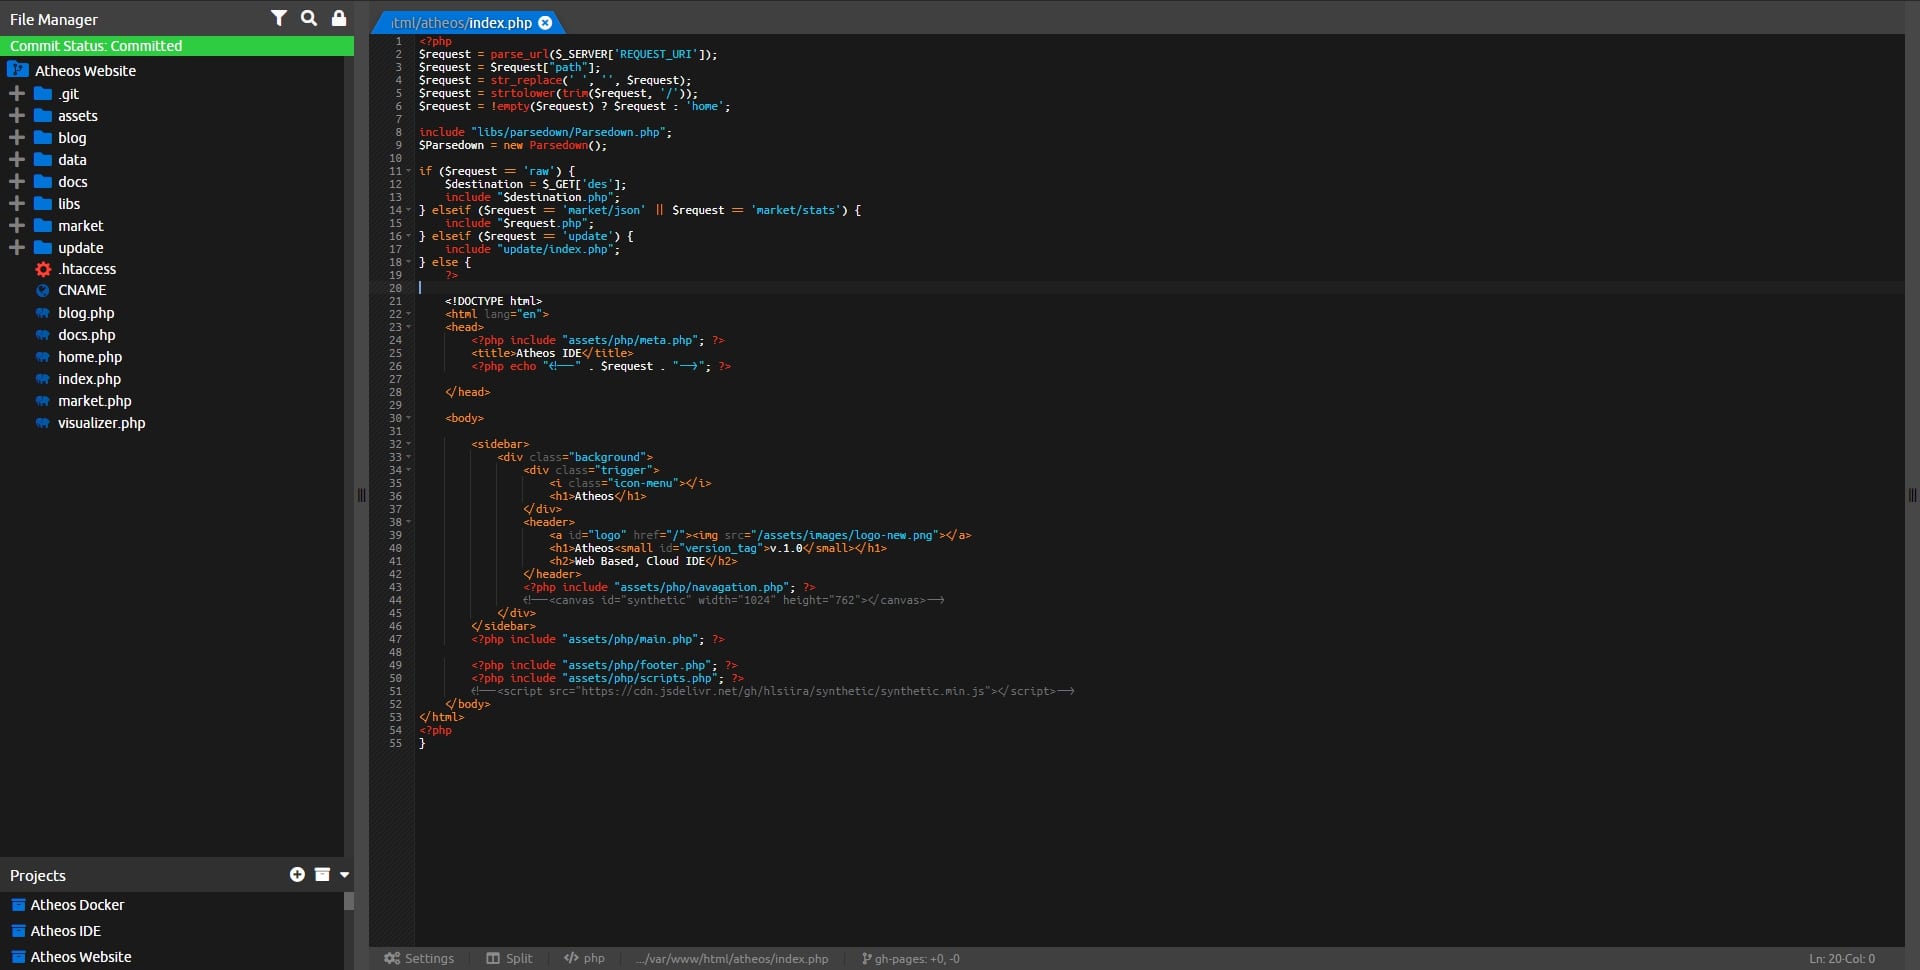 File Manager
Commit Status: Committed
Atheos Website
.git
assets
blog
data
docs
libs
market
update
.htaccess
CNAME
blog.php
docs.php
home.php
index.php
market.php
visualizer.php
Projects
Atheos Docker
Atheos IDE
Atheos Website
html/atheos/index.php
1 <?php
2 $request = parse_url($_SERVER['REQUEST_URI']);
3 $request = $request["path"];
4 $request = str_replace(' ', '', $request);
5 $request = strtolower(trim($request, '/'));
6 $request = !empty($request) ? $request : 'home';
7
8 include "libs/parsedown/Parsedown.php";
9 $Parsedown = new Parsedown();
10
11 if ($request == 'raw') {
12 $destination = $_GET['des'];
13 include "$destination.php";
14 } elseif ($request == 'market/json' || $request == 'market/stats') {
15 include "$request.php";
16 } elseif ($request == 'update') {
17 include "update/index.php";
18 } else {
19 ?>
20
21 <!DOCTYPE html>
22 <html lang="en">
23 <head>
24 <?php include "assets/php/meta.php"; ?>
25 <title>Atheos IDE</title>
26 <?php echo "<!--" . $request . "-->"; ?>
27
28 </head>
29
30 <body>
31
32 <sidebar>
33 <div class="background">
34 <div class="trigger">
35 <i class="icon-menu"></i>
36 <h1>Atheos</h1>
37 </div>
38 <header>
39 <a id="logo" href="/"><img src="/assets/images/logo-new.png"></a>
40 <h1>Atheos<small id="version_tag">v.1.0</small></h1>
41 <h2>Web Based, Cloud IDE</h2>
42 </header>
43 <?php include "assets/php/navagation.php"; ?>
44 <!--<canvas id="synthetic" width="1024" height="762"></canvas>-->
45 </div>
46 </sidebar>
47 <?php include "assets/php/main.php"; ?>
48
49 <?php include "assets/php/footer.php"; ?>
50 <?php include "assets/php/scripts.php"; ?>
51 <!--<script src="https://cdn.jsdelivr.net/gh/hlsiira/synthetic/synthetic.min.js"></script>-->
52 </body>
53 </html>
54 <?php
55 }
Settings Split </> php .../var/www/html/atheos/index.php gh-pages: +0, -0 Ln: 20·Col: 0